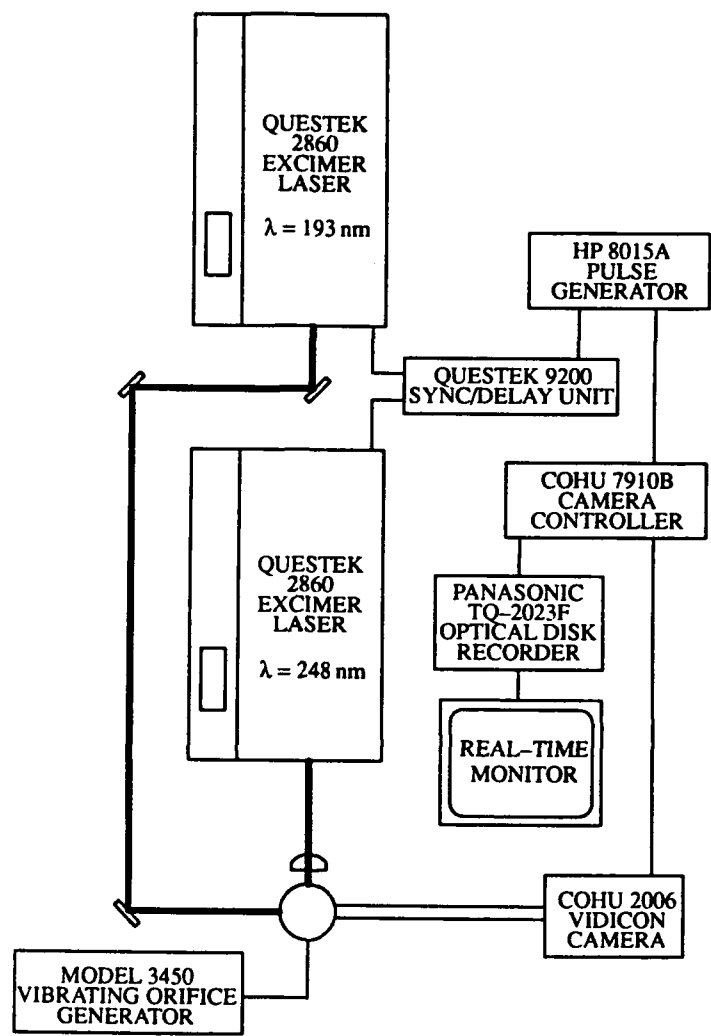 QUESTEK
2860
EXCIMER
LASER
λ = 193 nm
HP 8015A
PULSE
GENERATOR
QUESTEK 9200
SYNC/DELAY UNIT
COHU 7910B
CAMERA
CONTROLLER
QUESTEK
2860
EXCIMER
LASER
λ = 248 nm
PANASONIC
TQ–2023F
OPTICAL DISK
RECORDER
REAL–TIME
MONITOR
COHU 2006
VIDICON
CAMERA
MODEL 3450
VIBRATING ORIFICE
GENERATOR